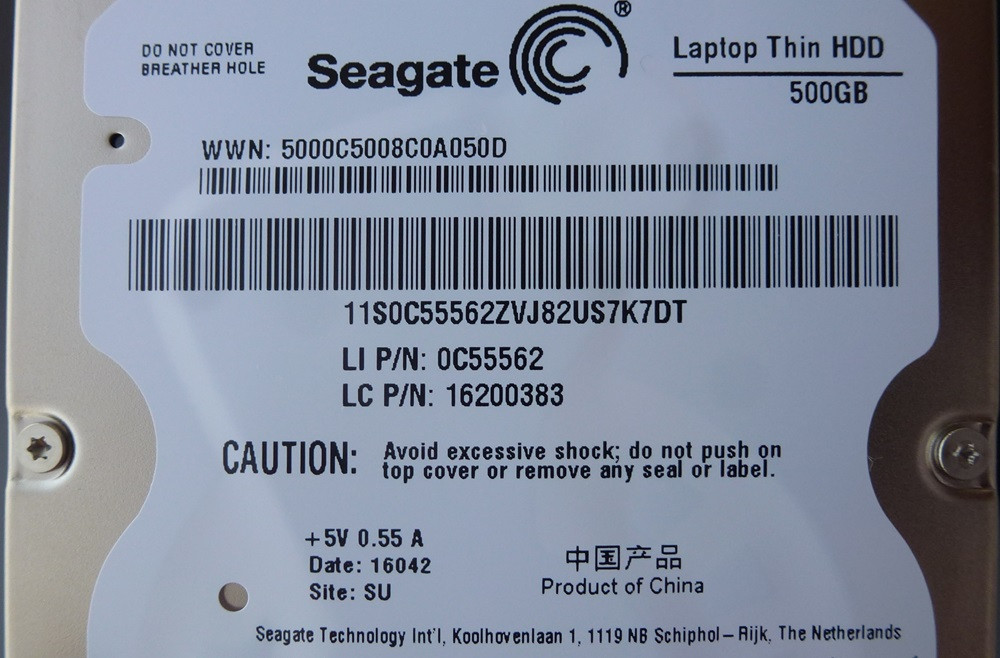 DO NOT COVER
BREATHER HOLE
Seagate®
Laptop Thin HDD
500GB
WWN: 5000C5008C0A050D
11S0C55562ZVJ82US7K7DT
LI P/N: 0C55562
LC P/N: 16200383
CAUTION: Avoid excessive shock; do not push on
top cover or remove any seal or label.
+5V 0.55 A
Date: 16042
Site: SU
中国产品
Product of China
Seagate Technology Int'l, Koolhovenlaan 1, 1119 NB Schiphol-Rijk, The Netherlands